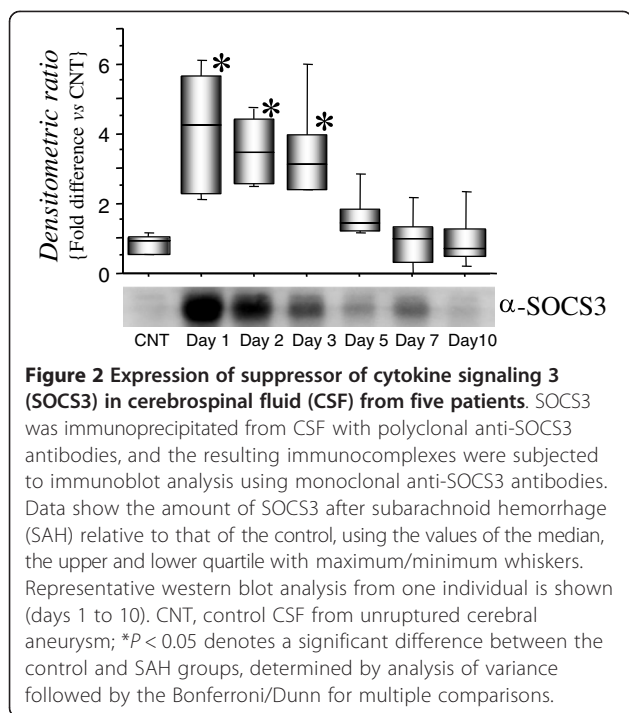 6
4
2
0
Densitometric ratio
{Fold difference vs CNT}
*
*
*
α-SOCS3
CNT Day 1 Day 2 Day 3 Day 5 Day 7 Day10
Figure 2 Expression of suppressor of cytokine signaling 3
(SOCS3) in cerebrospinal fluid (CSF) from five patients. SOCS3
was immunoprecipitated from CSF with polyclonal anti-SOCS3
antibodies, and the resulting immunocomplexes were subjected
to immunoblot analysis using monoclonal anti-SOCS3 antibodies.
Data show the amount of SOCS3 after subarachnoid hemorrhage
(SAH) relative to that of the control, using the values of the median,
the upper and lower quartile with maximum/minimum whiskers.
Representative western blot analysis from one individual is shown
(days 1 to 10). CNT, control CSF from unruptured cerebral
aneurysm; *P < 0.05 denotes a significant difference between the
control and SAH groups, determined by analysis of variance
followed by the Bonferroni/Dunn for multiple comparisons.